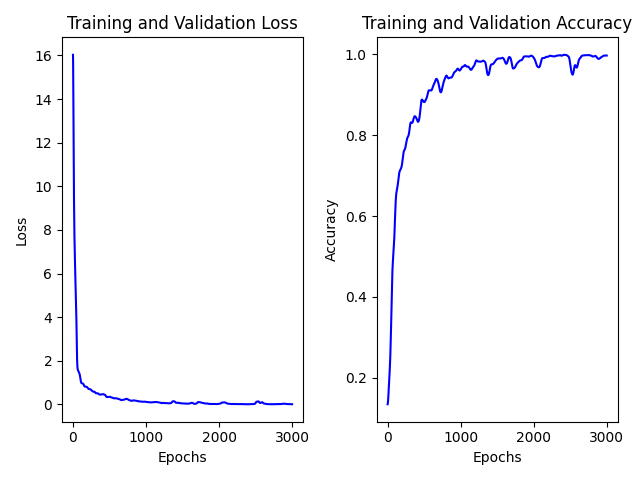 Training and Validation Loss
16
14
12
10
8
6
4
2
0
Loss
0 1000 2000 3000
Epochs
Training and Validation Accuracy
1.0
0.8
0.6
0.4
0.2
Accuracy
0 1000 2000 3000
Epochs